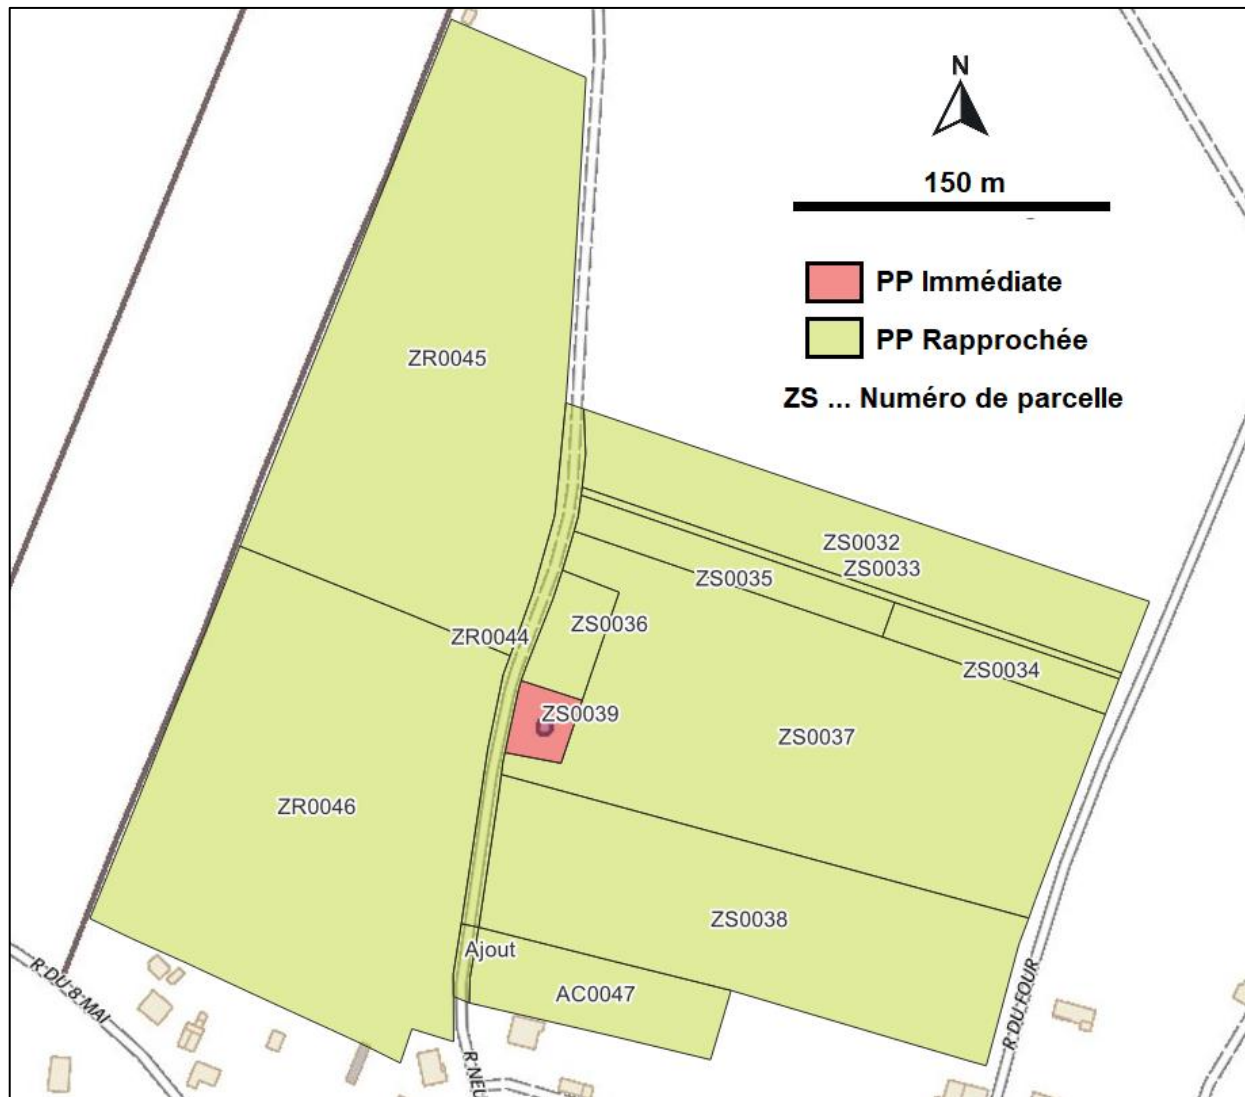 N
150 m
PP Immédiate
PP Rapprochée
ZS ... Numéro de parcelle
ZR0045
ZS0032
ZS0033
ZS0035
ZS0036
ZR0044
ZS0034
ZS0039
ZS0037
ZR0046
ZS0038
Ajout
AC0047
R DU 8 MAI
R DU FOUR
R NEU